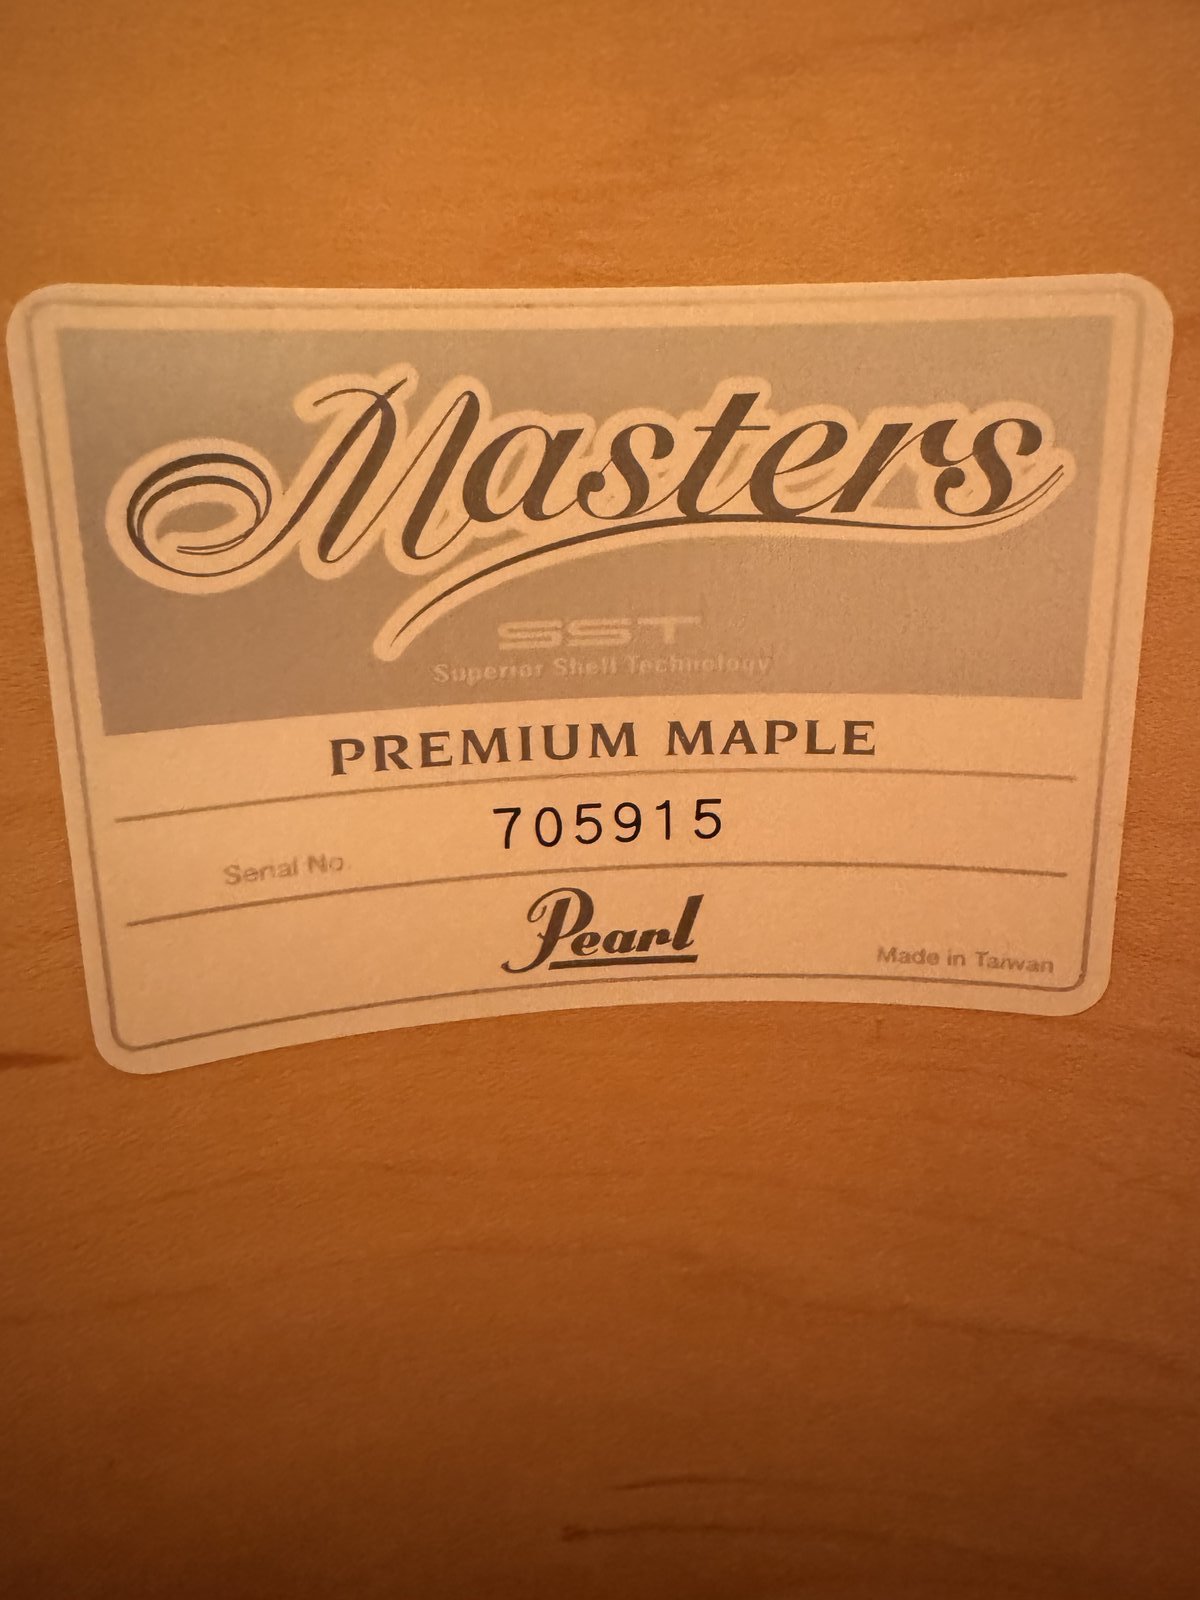 Masters
SST
Superior Shell Technology
PREMIUM MAPLE
705915
Serial No.
Pearl
Made in Taiwan